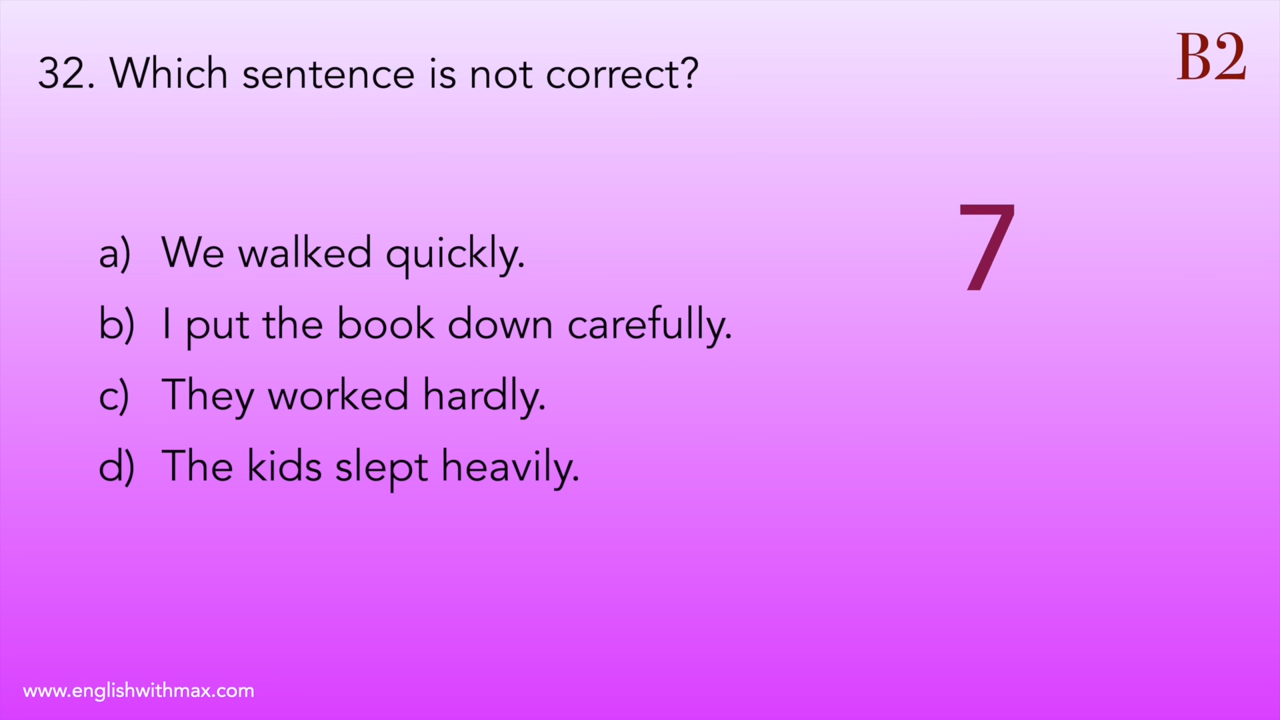 32. Which sentence is not correct?
B2
7
a) We walked quickly.
b) I put the book down carefully.
c) They worked hardly.
d) The kids slept heavily.
www.englishwithmax.com